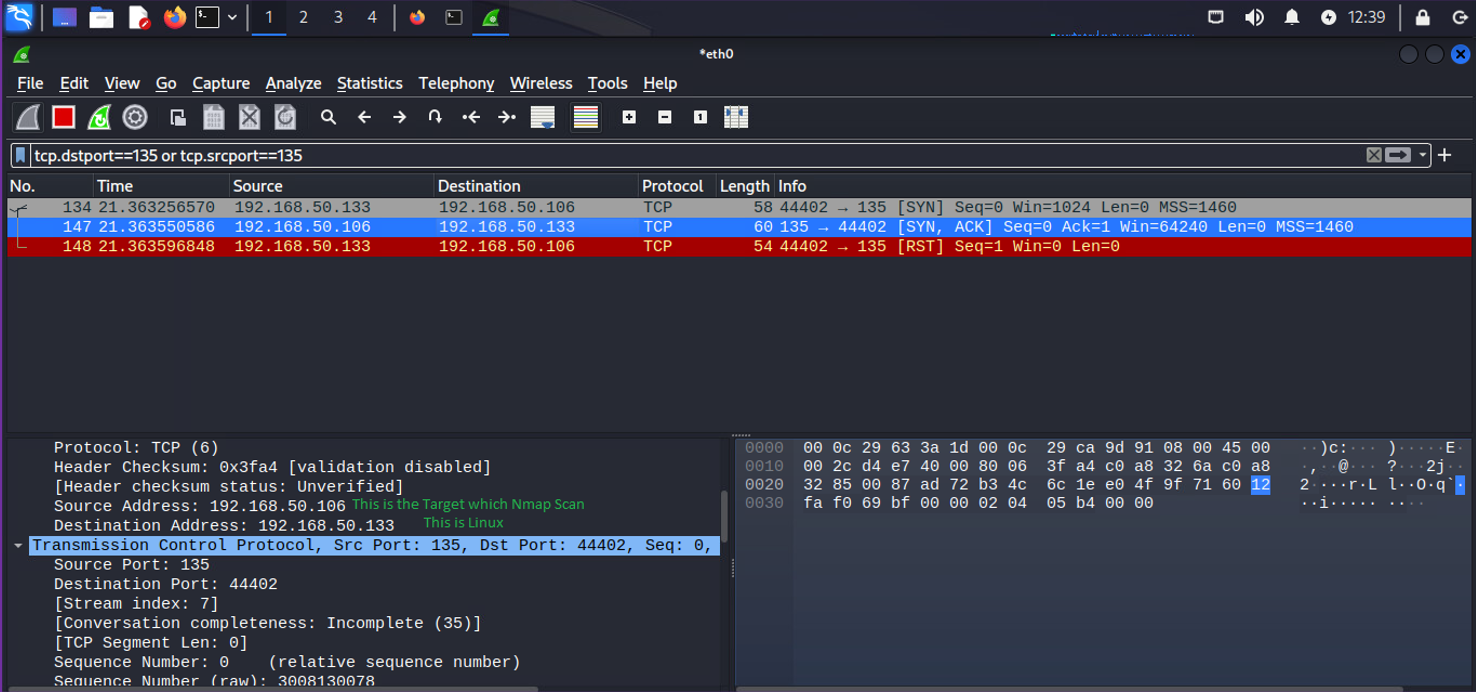 1 2 3 4 12:39
*eth0
File Edit View Go Capture Analyze Statistics Telephony Wireless Tools Help
tcp.dstport==135 or tcp.srcport==135
No. Time Source Destination Protocol Length Info
134 21.363256570 192.168.50.133 192.168.50.106 TCP 58 44402 → 135 [SYN] Seq=0 Win=1024 Len=0 MSS=1460
147 21.363550586 192.168.50.106 192.168.50.133 TCP 60 135 → 44402 [SYN, ACK] Seq=0 Ack=1 Win=64240 Len=0 MSS=1460
148 21.363596848 192.168.50.133 192.168.50.106 TCP 54 44402 → 135 [RST] Seq=1 Win=0 Len=0
Protocol: TCP (6)
Header Checksum: 0x3fa4 [validation disabled]
[Header checksum status: Unverified]
Source Address: 192.168.50.106 This is the Target which Nmap Scan
Destination Address: 192.168.50.133 This is Linux
Transmission Control Protocol, Src Port: 135, Dst Port: 44402, Seq: 0,
Source Port: 135
Destination Port: 44402
[Stream index: 7]
[Conversation completeness: Incomplete (35)]
[TCP Segment Len: 0]
Sequence Number: 0 (relative sequence number)
Sequence Number (raw): 3008130078
0000 00 0c 29 63 3a 1d 00 0c 29 ca 9d 91 08 00 45 00 ··)c:··· )·····E·
0010 00 2c d4 e7 40 00 80 06 3f a4 c0 a8 32 6a c0 a8 ·,··@··· ?···2j··
0020 32 85 00 87 ad 72 b3 4c 6c 1e e0 4f 9f 71 60 12 2····r·L l··O·q`·
0030 fa f0 69 bf 00 00 02 04 05 b4 00 00 ··i····· ····